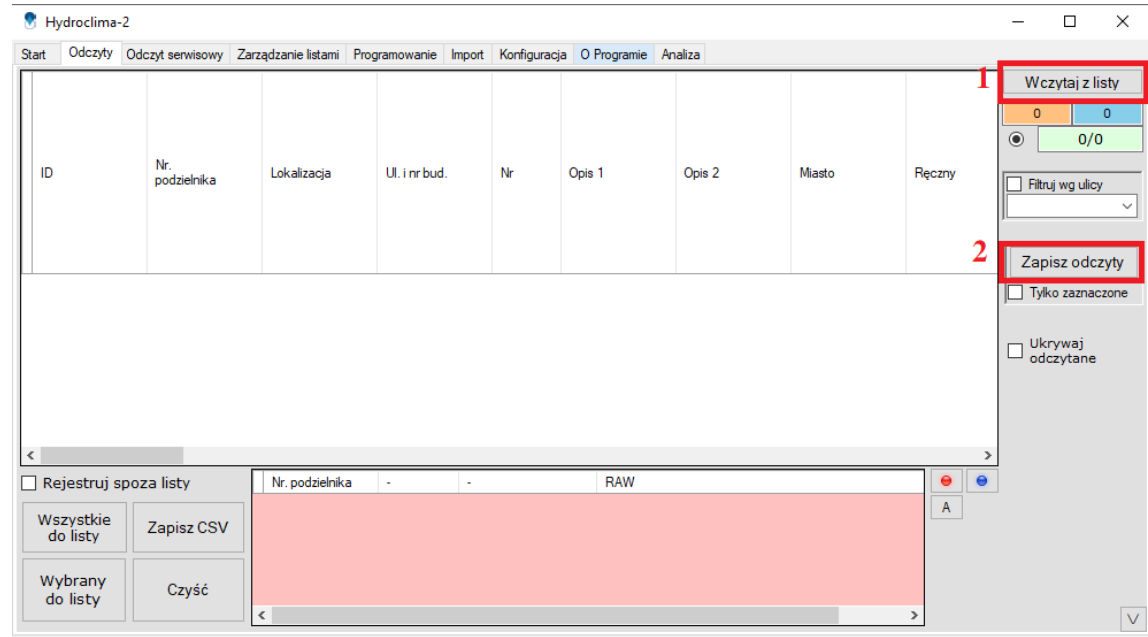 Hydroclima-2
Start Odczyty Odczyt serwisowy Zarządzanie listami Programowanie Import Konfiguracja O Programie Analiza
1 Wczytaj z listy
0 0
0/0
ID Nr. podzielnika Lokalizacja Ul. i nr bud. Nr Opis 1 Opis 2 Miasto Ręczny
Filtruj wg ulicy
2 Zapisz odczyty
Tylko zaznaczone
Ukrywaj
odczytane
Rejestruj spoza listy
Nr. podzielnika - - RAW
A
Wszystkie
do listy
Zapisz CSV
Wybrany
do listy
Czyść
V